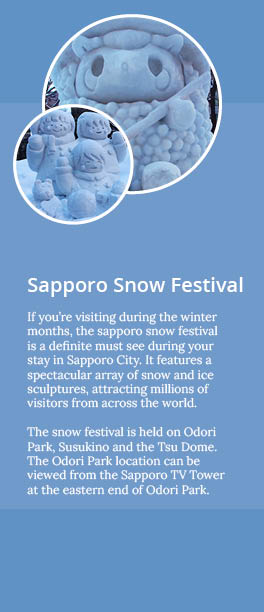 Sapporo Snow Festival
If you're visiting during the winter
months, the sapporo snow festival
is a definite must see during your
stay in Sapporo City. It features a
spectacular array of snow and ice
sculptures, attracting millions of
visitors from across the world.
The snow festival is held on Odori
Park, Susukino and the Tsu Dome.
The Odori Park location can be
viewed from the Sapporo TV Tower
at the eastern end of Odori Park.